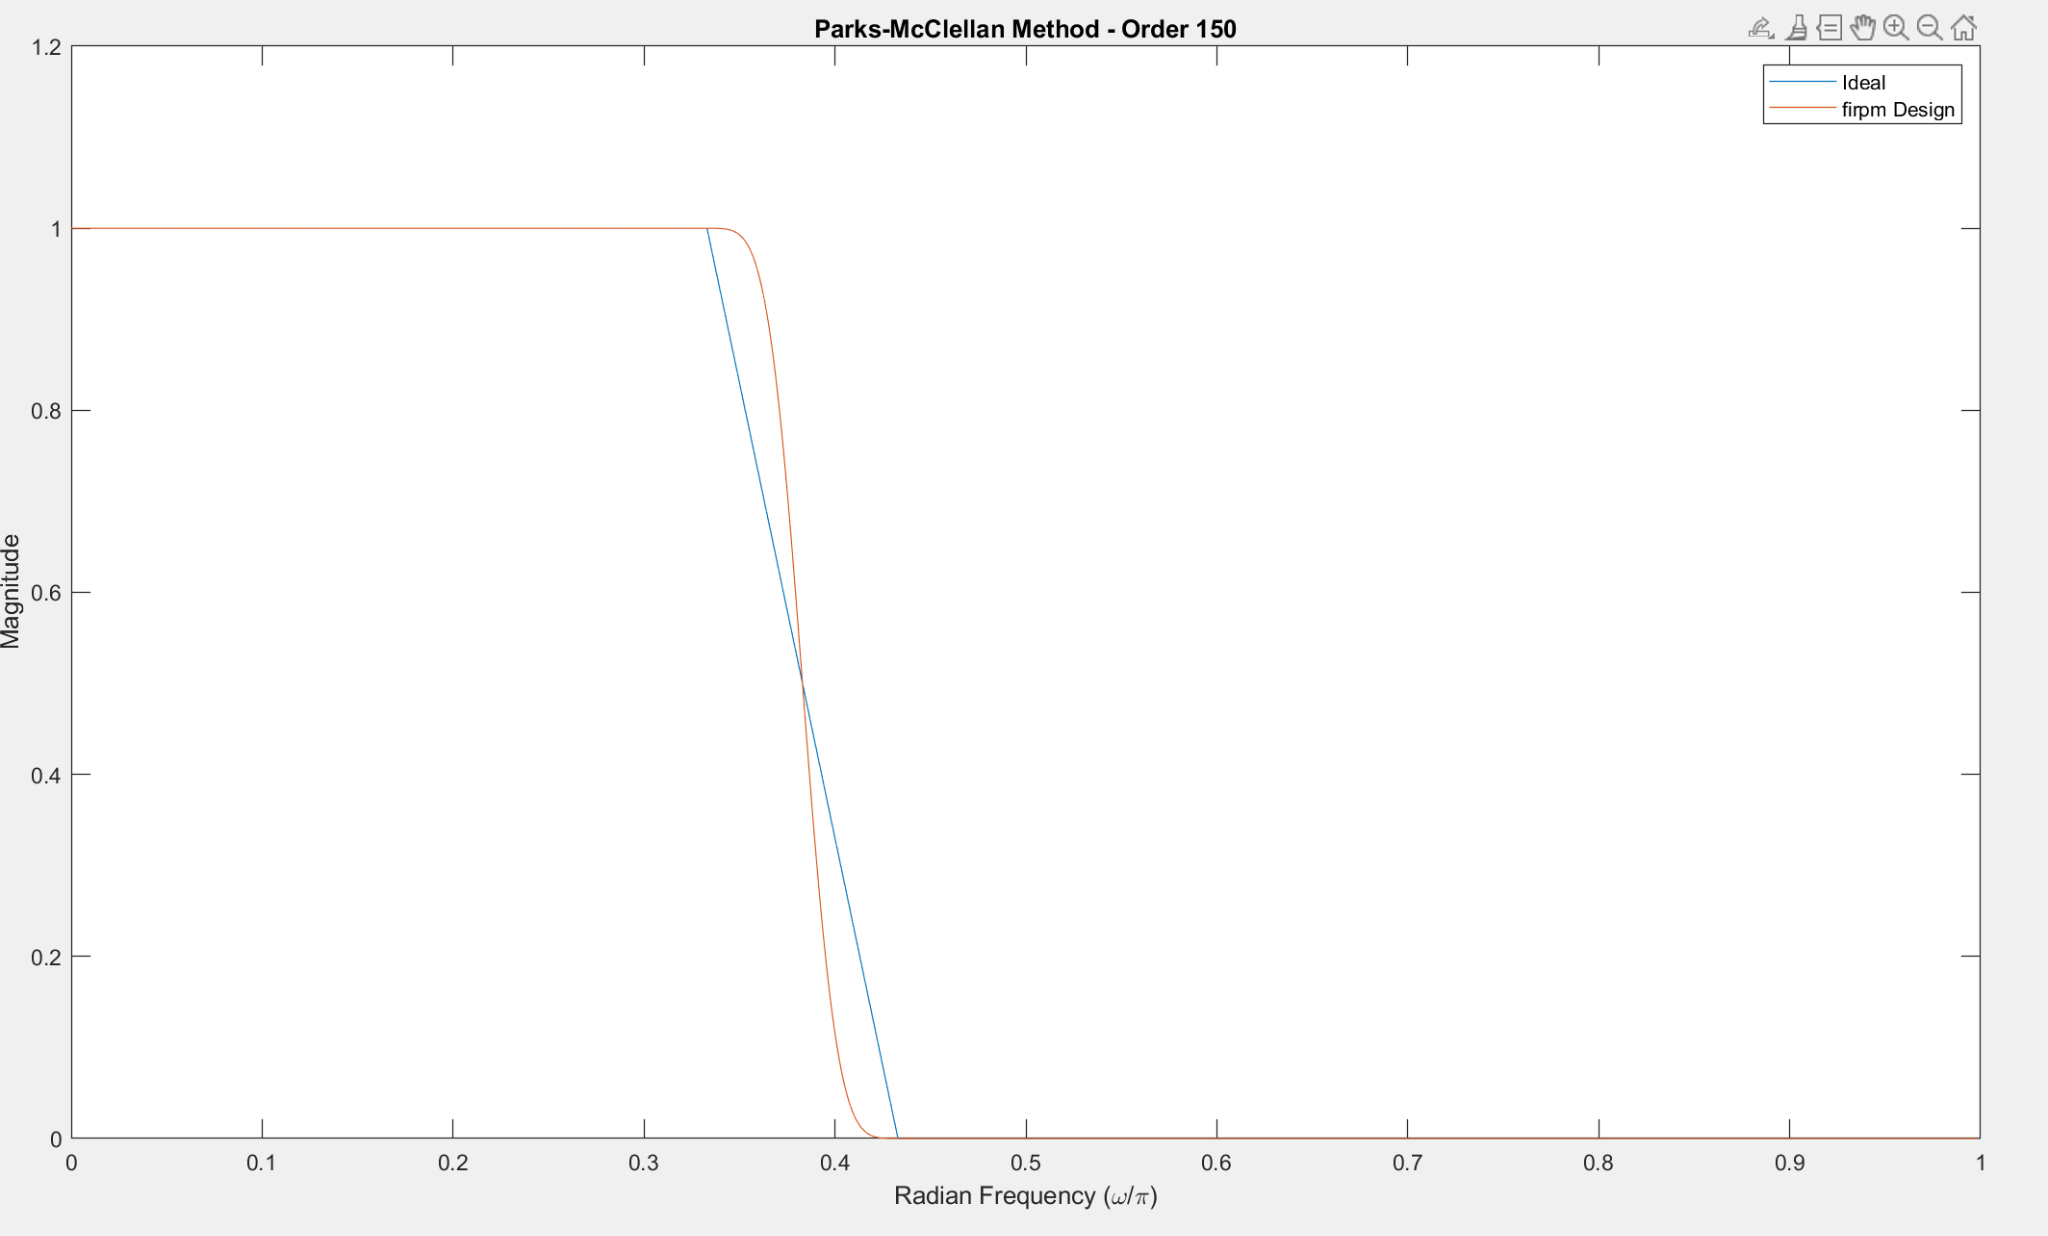 Parks-McClellan Method - Order 150
Ideal
firpm Design
1.2
1
0.8
0.6
0.4
0.2
0
Magnitude
0 0.1 0.2 0.3 0.4 0.5 0.6 0.7 0.8 0.9 1
Radian Frequency (ω/π)